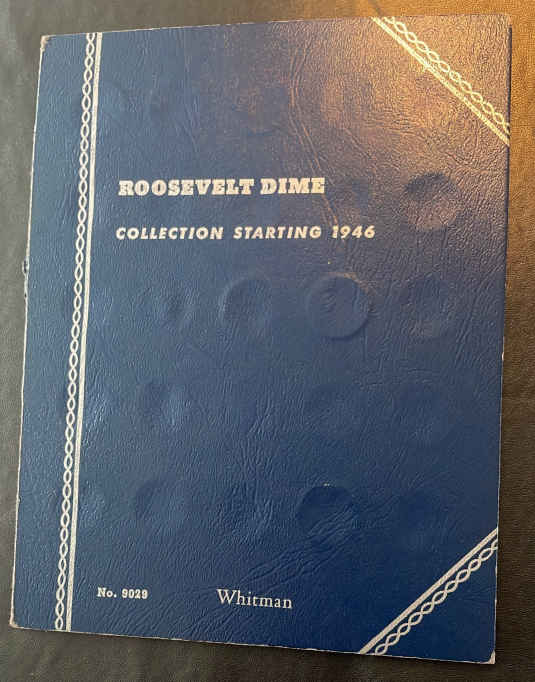 ROOSEVELT DIME
COLLECTION STARTING 1946
No. 9029
Whitman